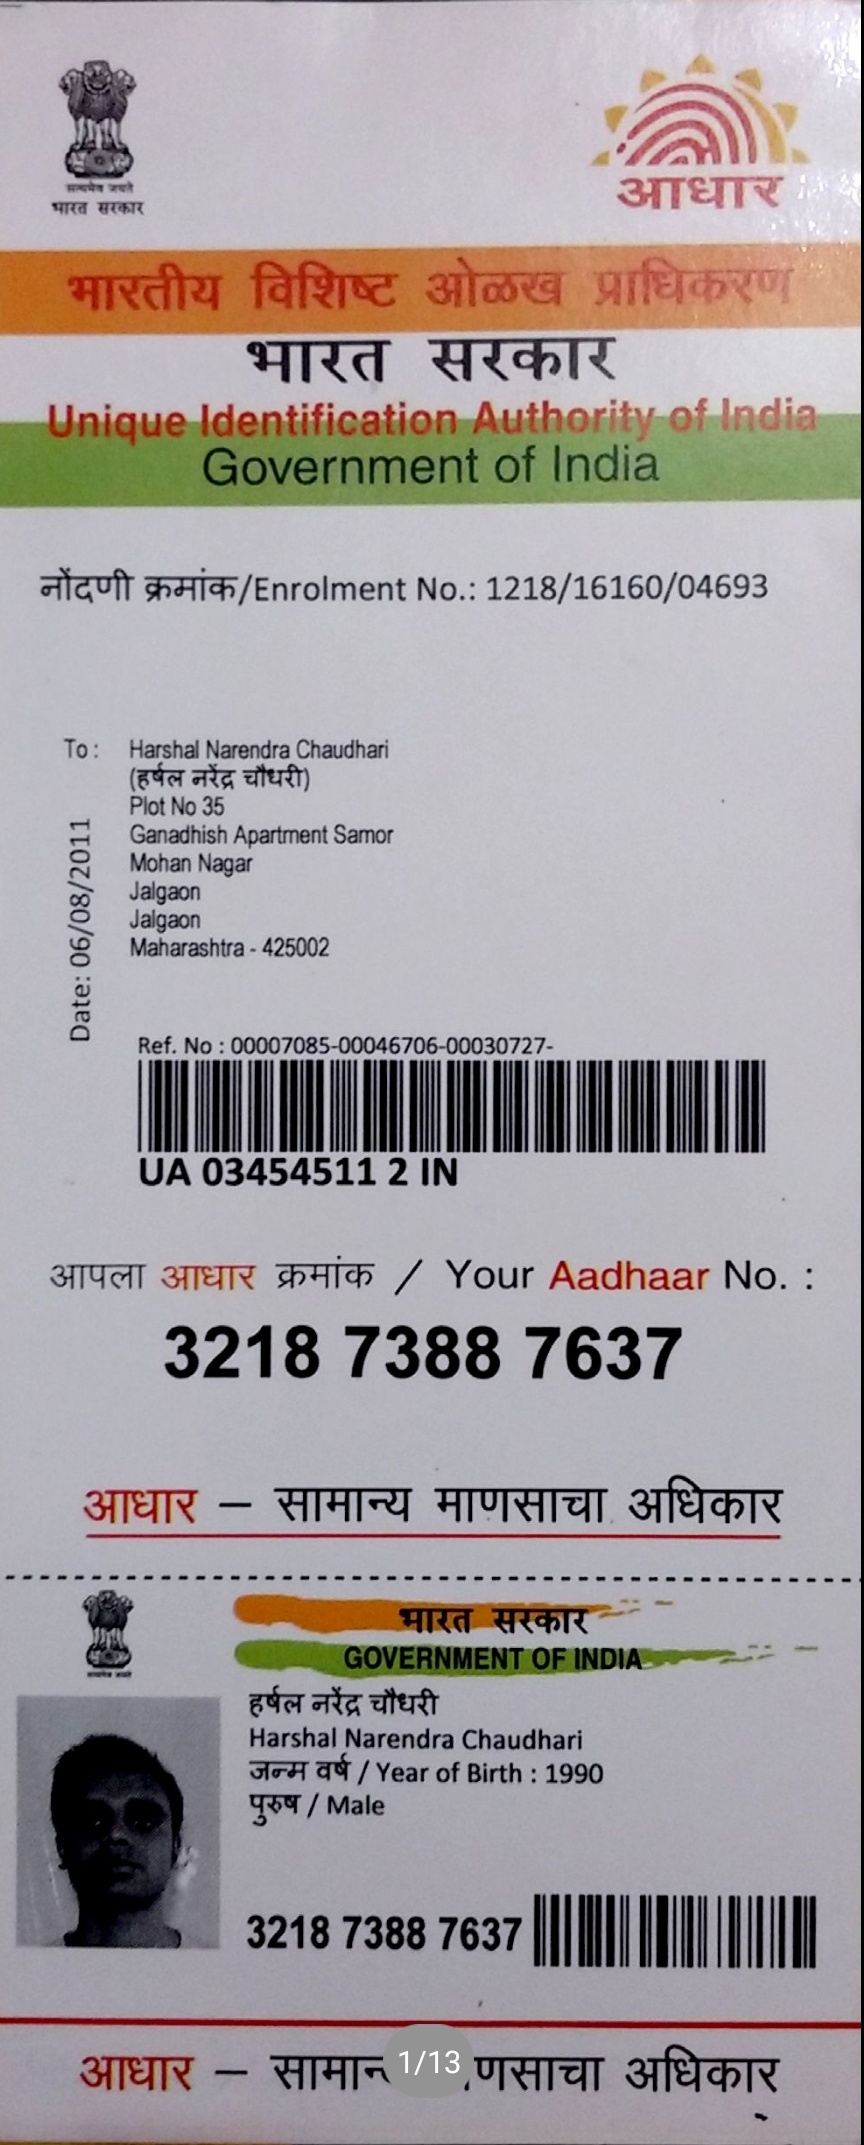 सत्यमेव जयते
भारत सरकार
आधार
भारतीय विशिष्ट ओळख प्राधिकरण
भारत सरकार
Unique Identification Authority of India
Government of India
नोंदणी क्रमांक/Enrolment No.: 1218/16160/04693
To : Harshal Narendra Chaudhari
(हर्षल नरेंद्र चौधरी)
Plot No 35
Ganadhish Apartment Samor
Mohan Nagar
Jalgaon
Jalgaon
Maharashtra - 425002
Date: 06/08/2011
Ref. No : 00007085-00046706-00030727-
UA 03454511 2 IN
आपला आधार क्रमांक / Your Aadhaar No. :
3218 7388 7637
आधार – सामान्य माणसाचा अधिकार
भारत सरकार
GOVERNMENT OF INDIA
हर्षल नरेंद्र चौधरी
Harshal Narendra Chaudhari
जन्म वर्ष / Year of Birth : 1990
पुरुष / Male
3218 7388 7637
आधार – अधिकार
1/13